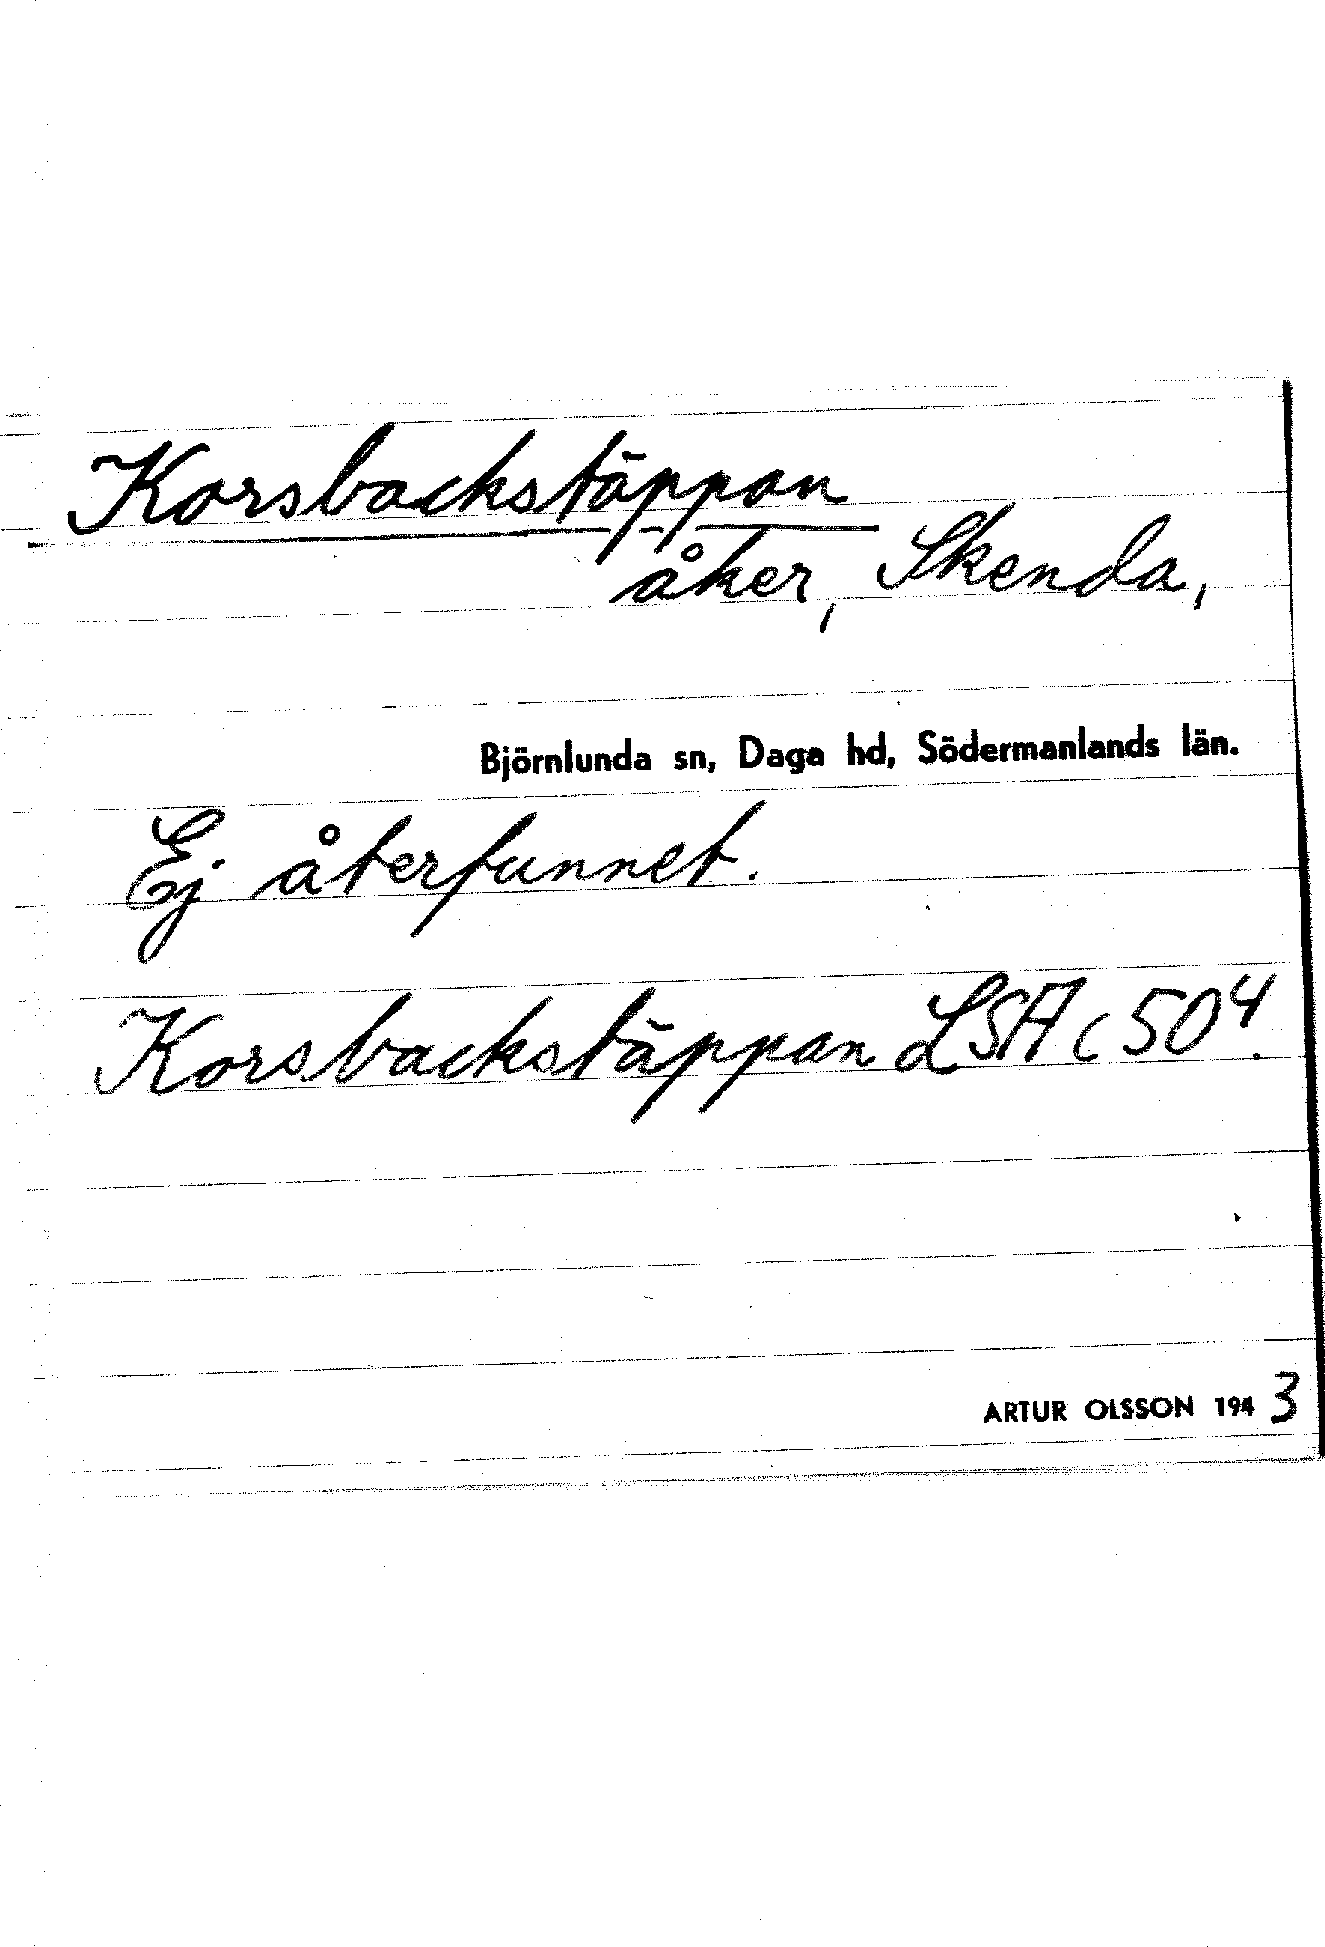 Korsbackstäppan
åker, Skenda,
Björnlunda sn, Daga hd, Södermanlands län.
Ej återfunnet.
Korsbackstäppan LSA c 50⁴.
ARTUR OLSSON 1943